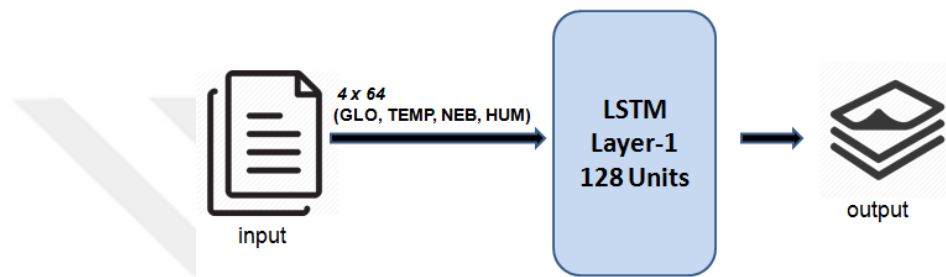 input
4 x 64
(GLO, TEMP, NEB, HUM)
LSTM
Layer-1
128 Units
output